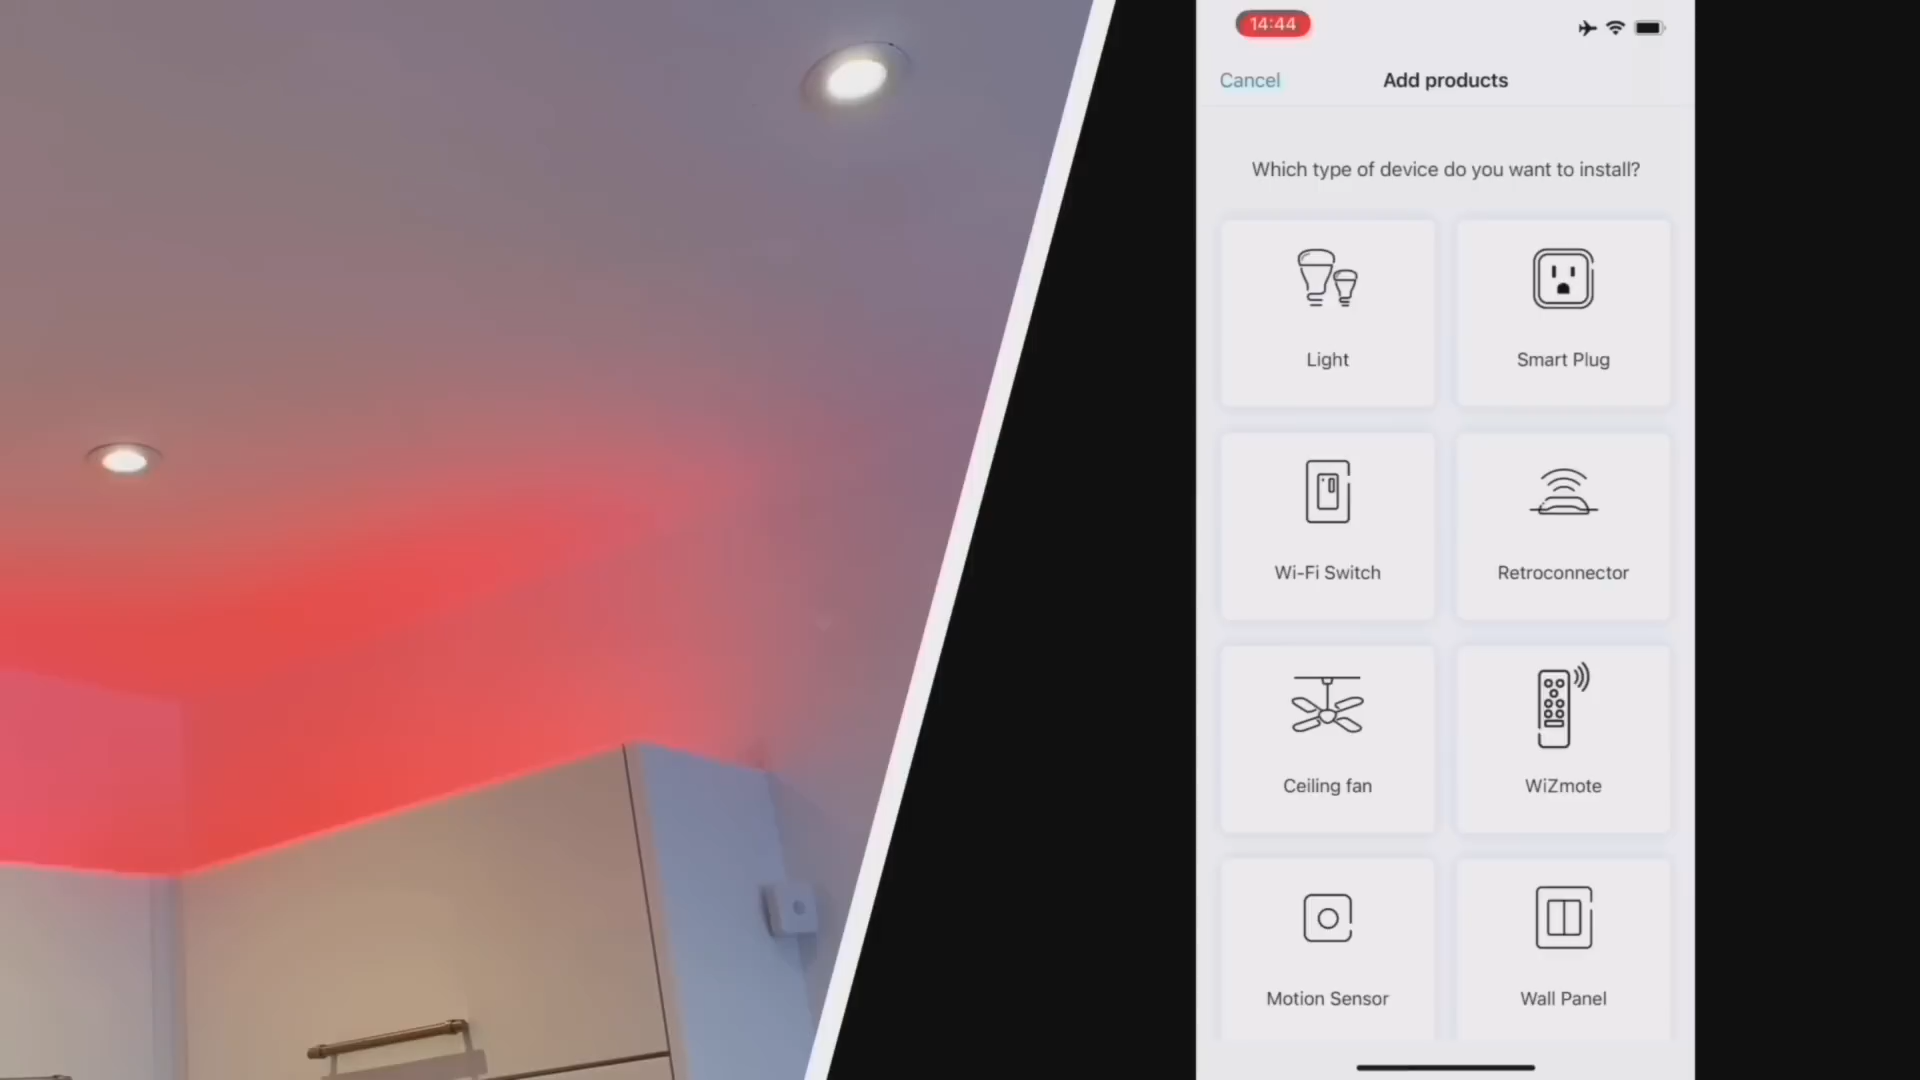 14:44
Cancel
Add products
Which type of device do you want to install?
Light
Smart Plug
Wi-Fi Switch
Retroconnector
Ceiling fan
WiZmote
Motion Sensor
Wall Panel